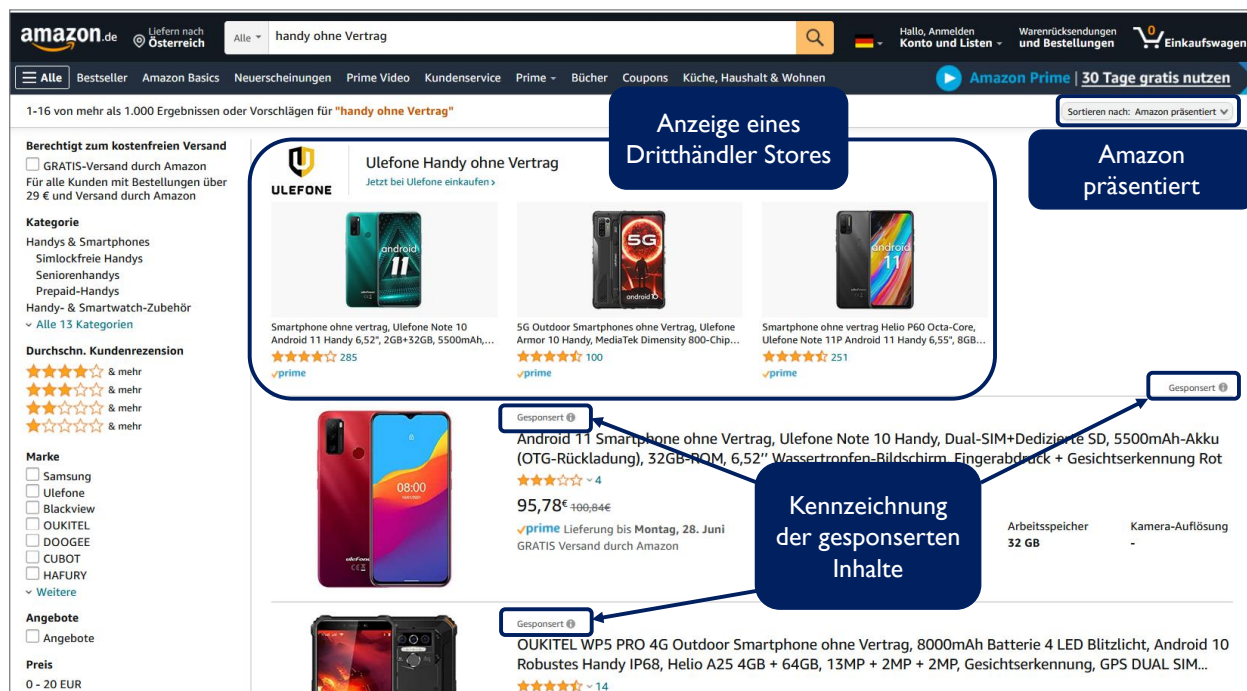 amazon.de
Liefern nach
Österreich
Alle
handy ohne Vertrag
Hallo, Anmelden
Konto und Listen
Warenrücksendungen
und Bestellungen
0
Einkaufswagen
Alle Bestseller Amazon Basics Neuerscheinungen Prime Video Kundenservice Prime Bücher Coupons Küche, Haushalt & Wohnen
Amazon Prime | 30 Tage gratis nutzen
1-16 von mehr als 1.000 Ergebnissen oder Vorschlägen für "handy ohne Vertrag"
Sortieren nach: Amazon präsentiert
Anzeige eines
Dritthändler Stores
Amazon
präsentiert
Berechtigt zum kostenfreien Versand
GRATIS-Versand durch Amazon
Für alle Kunden mit Bestellungen über
29 € und Versand durch Amazon
Kategorie
Handys & Smartphones
Simlockfreie Handys
Seniorenhandys
Prepaid-Handys
Handy- & Smartwatch-Zubehör
Alle 13 Kategorien
Durchschn. Kundenrezension
& mehr
& mehr
& mehr
& mehr
Marke
Samsung
Ulefone
Blackview
OUKITEL
DOOGEE
CUBOT
HAFURY
Weitere
Angebote
Angebote
Preis
0 - 20 EUR
ULEFONE
Ulefone Handy ohne Vertrag
Jetzt bei Ulefone einkaufen ›
android
11
5G
android 10
android
11
Smartphone ohne vertrag, Ulefone Note 10
Android 11 Handy 6,52", 2GB+32GB, 5500mAh,...
285
prime
5G Outdoor Smartphones ohne Vertrag, Ulefone
Armor 10 Handy, MediaTek Dimensity 800-Chip...
100
prime
Smartphone ohne vertrag Helio P60 Octa-Core,
Ulefone Note 11P Android 11 Handy 6,55", 8GB...
251
prime
Gesponsert
Gesponsert
Android 11 Smartphone ohne Vertrag, Ulefone Note 10 Handy, Dual-SIM+Dedizierte SD, 5500mAh-Akku
(OTG-Rückladung), 32GB-ROM, 6,52’’ Wassertropfen-Bildschirm, Fingerabdruck + Gesichtserkennung Rot
4
95,78€ 100,84€
prime Lieferung bis Montag, 28. Juni
GRATIS Versand durch Amazon
Arbeitsspeicher
32 GB
Kamera-Auflösung
-
08:00
ulefone
Kennzeichnung
der gesponserten
Inhalte
Gesponsert
OUKITEL WP5 PRO 4G Outdoor Smartphone ohne Vertrag, 8000mAh Batterie 4 LED Blitzlicht, Android 10
Robustes Handy IP68, Helio A25 4GB + 64GB, 13MP + 2MP + 2MP, Gesichtserkennung, GPS DUAL SIM...
14